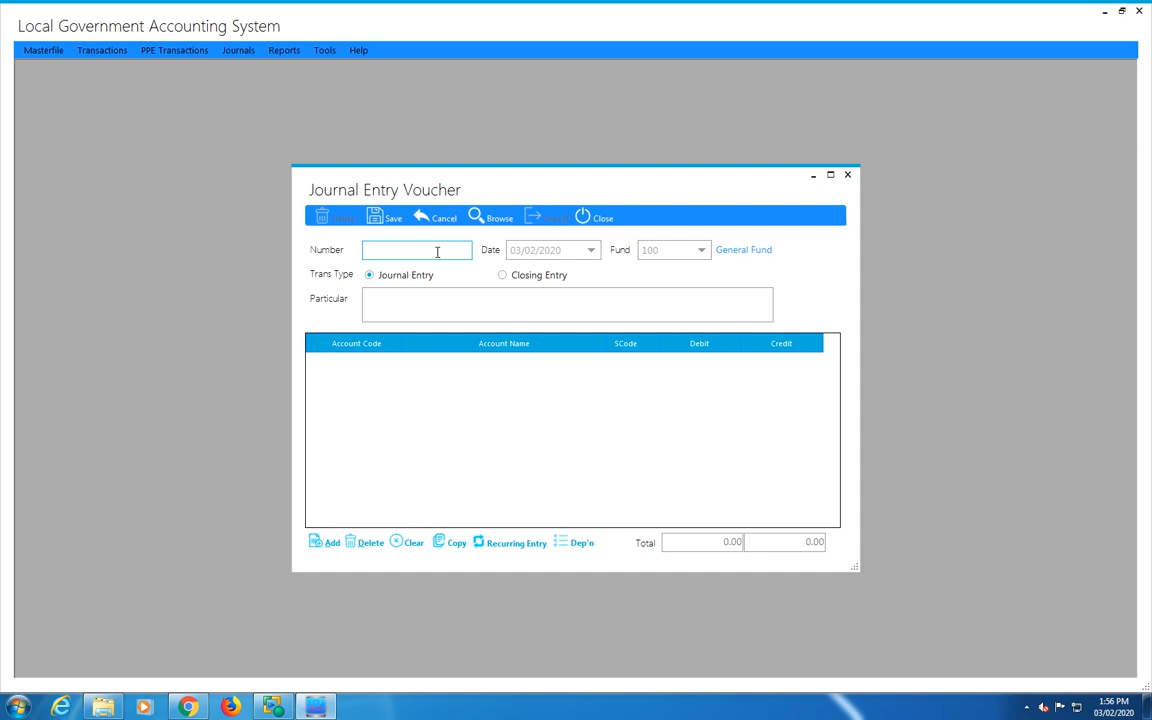 Local Government Accounting System
Masterfile Transactions PPE Transactions Journals Reports Tools Help
Journal Entry Voucher
Delete Save Cancel Browse Close
Number Date 03/02/2020 Fund 100 General Fund
Trans Type Journal Entry Closing Entry
Particular
Account Code Account Name SCode Debit Credit
Add Delete Clear Copy Recurring Entry Dep'n Total 0.00 0.00
1:56 PM
03/02/2020